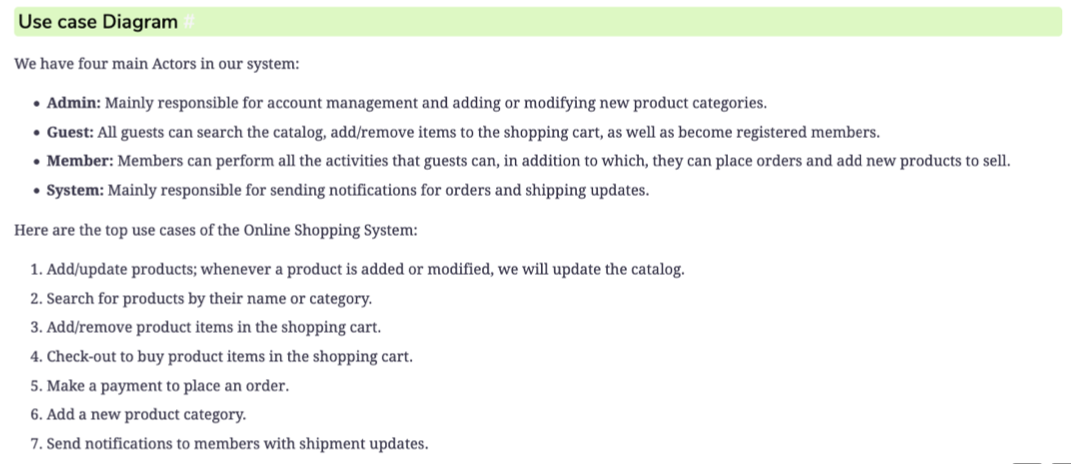 Use case Diagram #
We have four main Actors in our system:
• Admin: Mainly responsible for account management and adding or modifying new product categories.
• Guest: All guests can search the catalog, add/remove items to the shopping cart, as well as become registered members.
• Member: Members can perform all the activities that guests can, in addition to which, they can place orders and add new products to sell.
• System: Mainly responsible for sending notifications for orders and shipping updates.
Here are the top use cases of the Online Shopping System:
1. Add/update products; whenever a product is added or modified, we will update the catalog.
2. Search for products by their name or category.
3. Add/remove product items in the shopping cart.
4. Check-out to buy product items in the shopping cart.
5. Make a payment to place an order.
6. Add a new product category.
7. Send notifications to members with shipment updates.